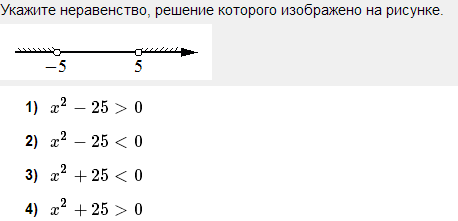 Укажите неравенство, решение которого изображено на рисунке.
−5 5
1) x² − 25 > 0
2) x² − 25 < 0
3) x² + 25 < 0
4) x² + 25 > 0